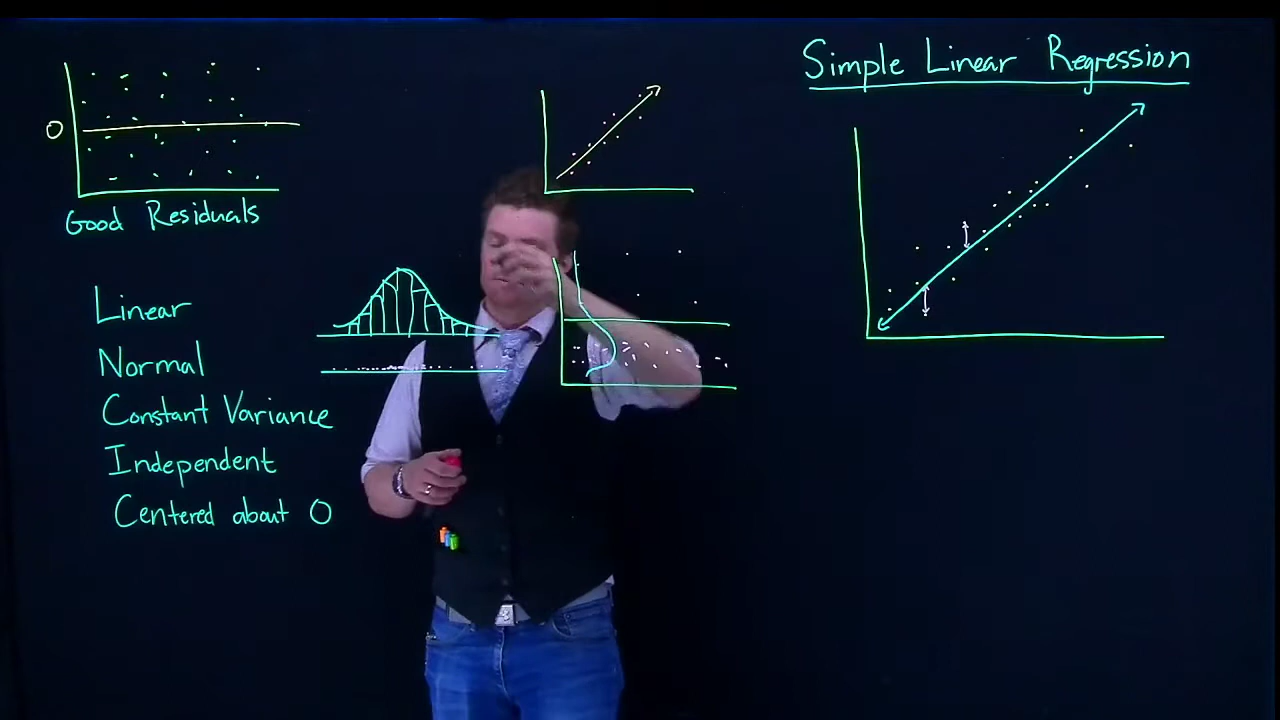 Simple Linear Regression
0
Good Residuals
Linear
Normal
Constant Variance
Independent
Centered about 0